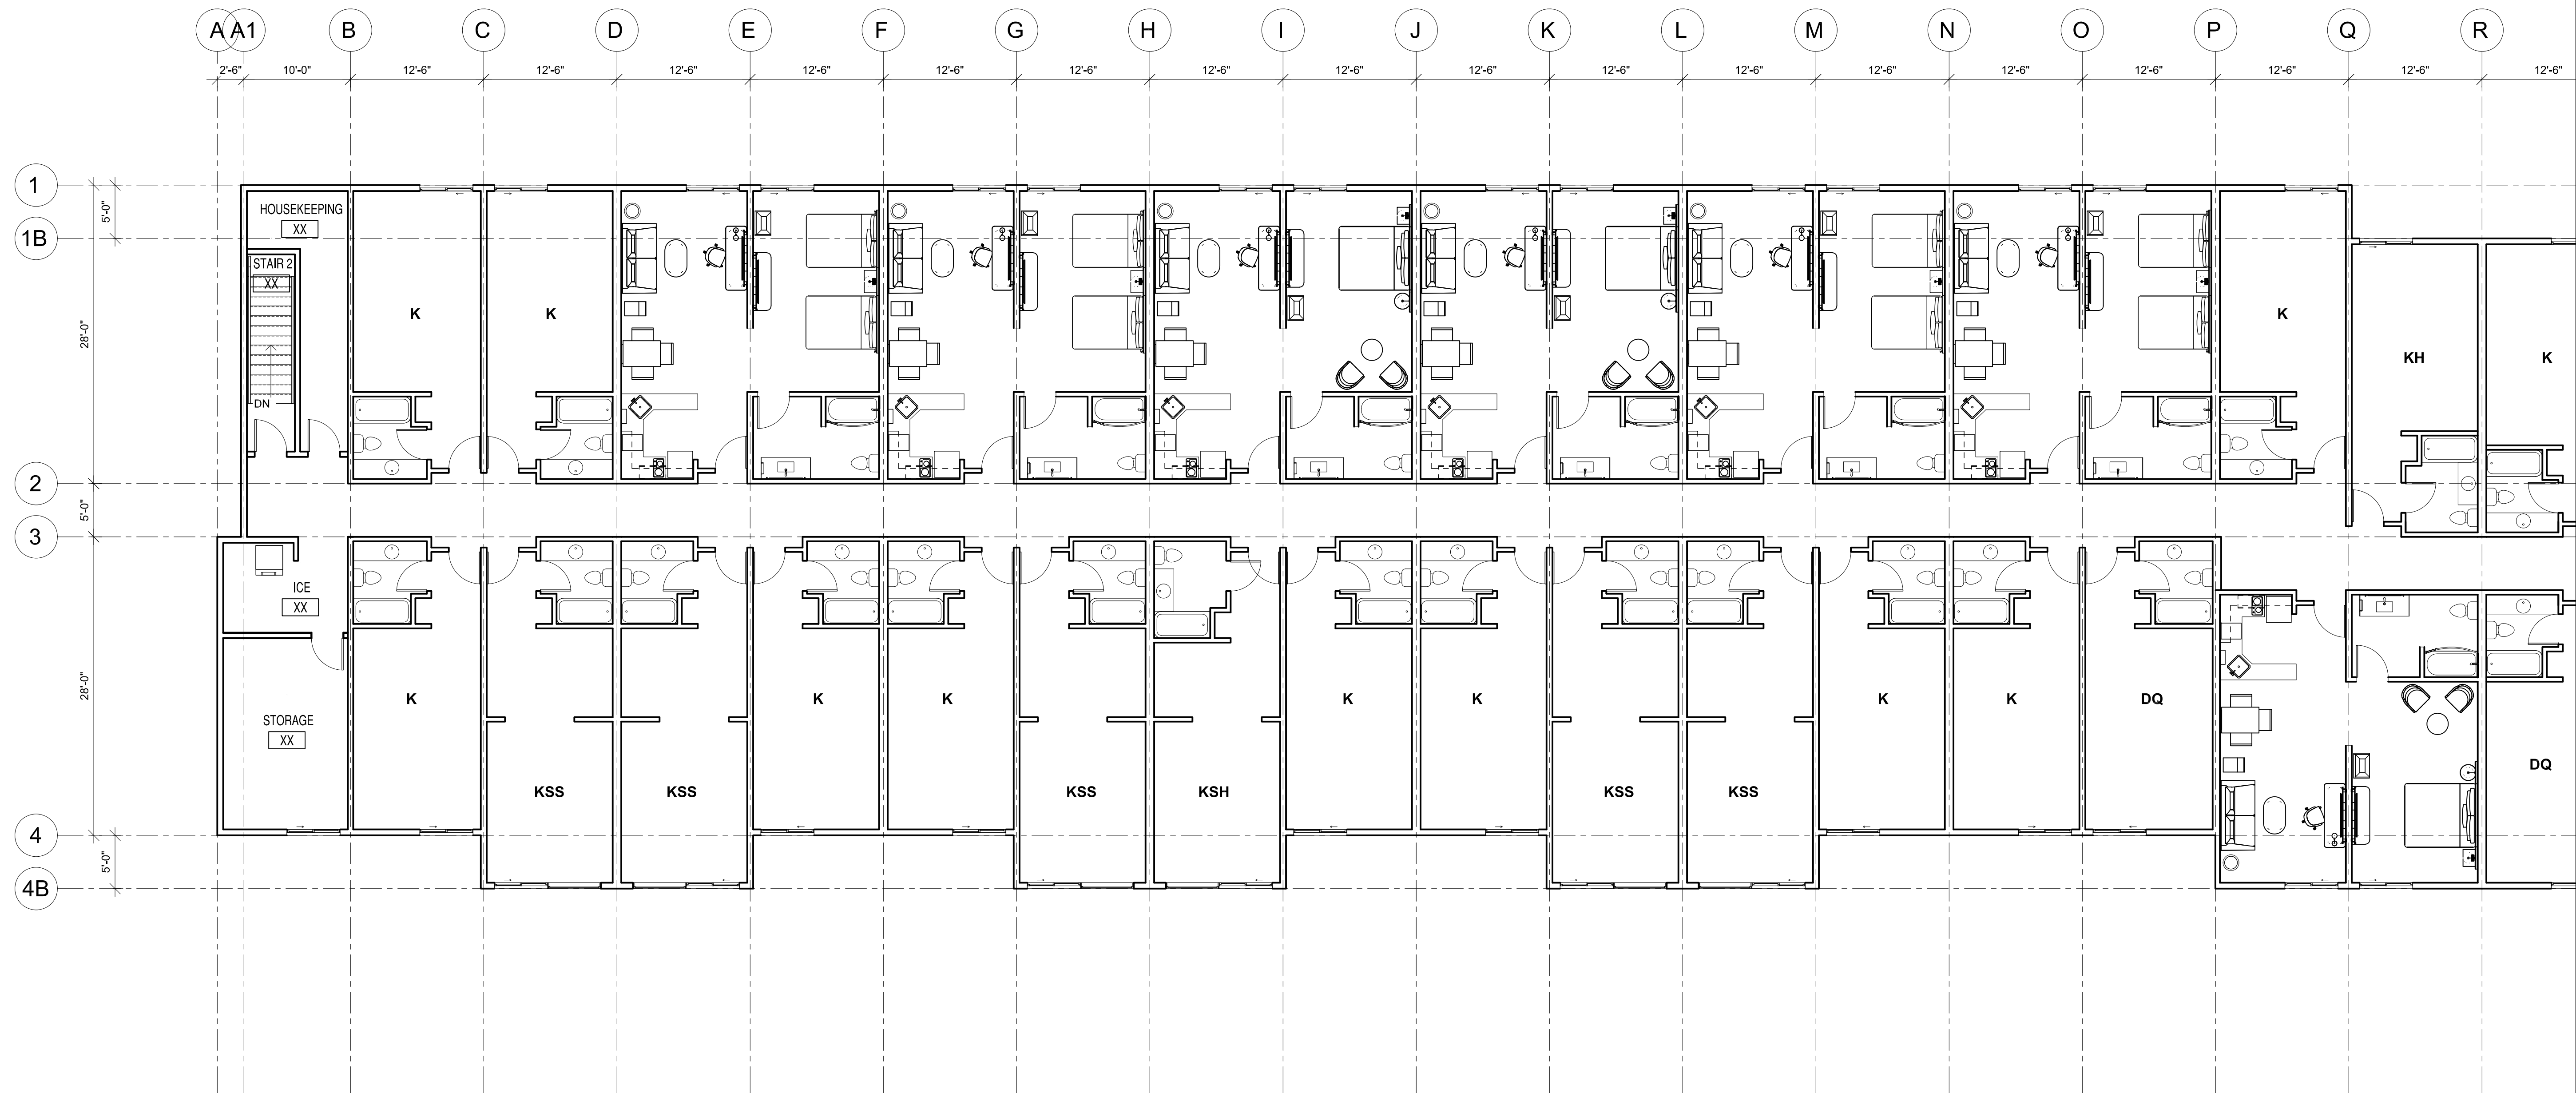 A A1 B C D E F G H I J K L M N O P Q R
2'-6" 10'-0" 12'-6" 12'-6" 12'-6" 12'-6" 12'-6" 12'-6" 12'-6" 12'-6" 12'-6" 12'-6" 12'-6" 12'-6" 12'-6" 12'-6" 12'-6" 12'-6" 12'-6"
1
5'-0"
HOUSEKEEPING
XX
1B
STAIR 2
XX
K K K
28'-0"
KH K
DN
2
5'-0"
3
ICE
XX
28'-0"
K K K K K K K DQ
STORAGE
XX
DQ
KSS KSS KSS KSH KSS KSS
4
5'-0"
4B